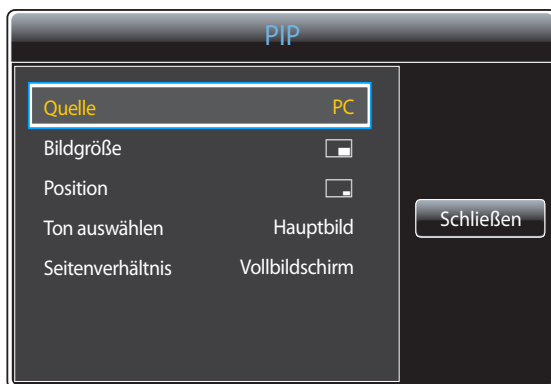 PIP
Quelle PC
Bildgröße
Position
Ton auswählen Hauptbild
Seitenverhältnis Vollbildschirm
Schließen